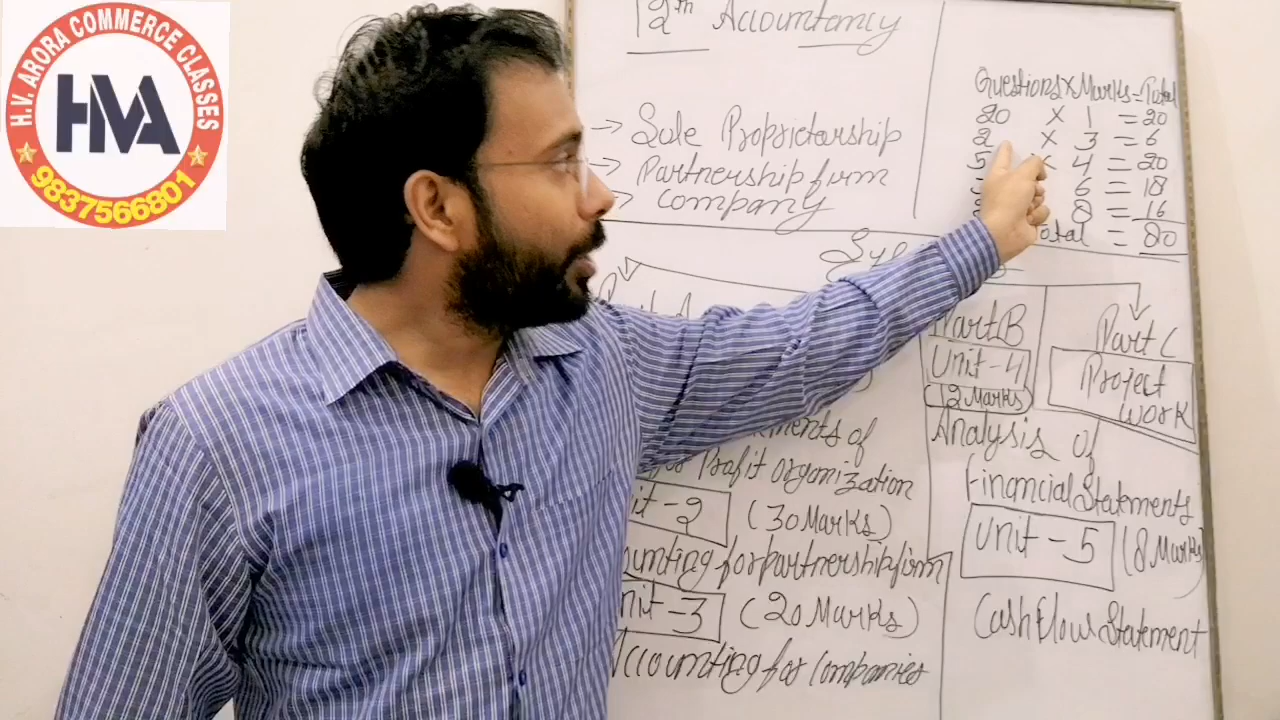 H.V. ARORA COMMERCE CLASSES
HVA
9837566801
12th Accountancy
→ Sole Proprietorship
→ Partnership firm
→ Company
Questions x Marks = Total
20 x 1 = 20
2 x 3 = 6
5 x 4 = 20
6 = 18
8 = 16
Total = 80
Part B
Unit-4
12 Marks
Analysis of
Financial Statements
Unit-5 (8 Marks)
Cash Flow Statement
Part C
Project
Work
of
Profit Organization
Unit-2 (30 Marks)
Accounting for partnership firm
Unit-3 (20 Marks)
Accounting for Companies